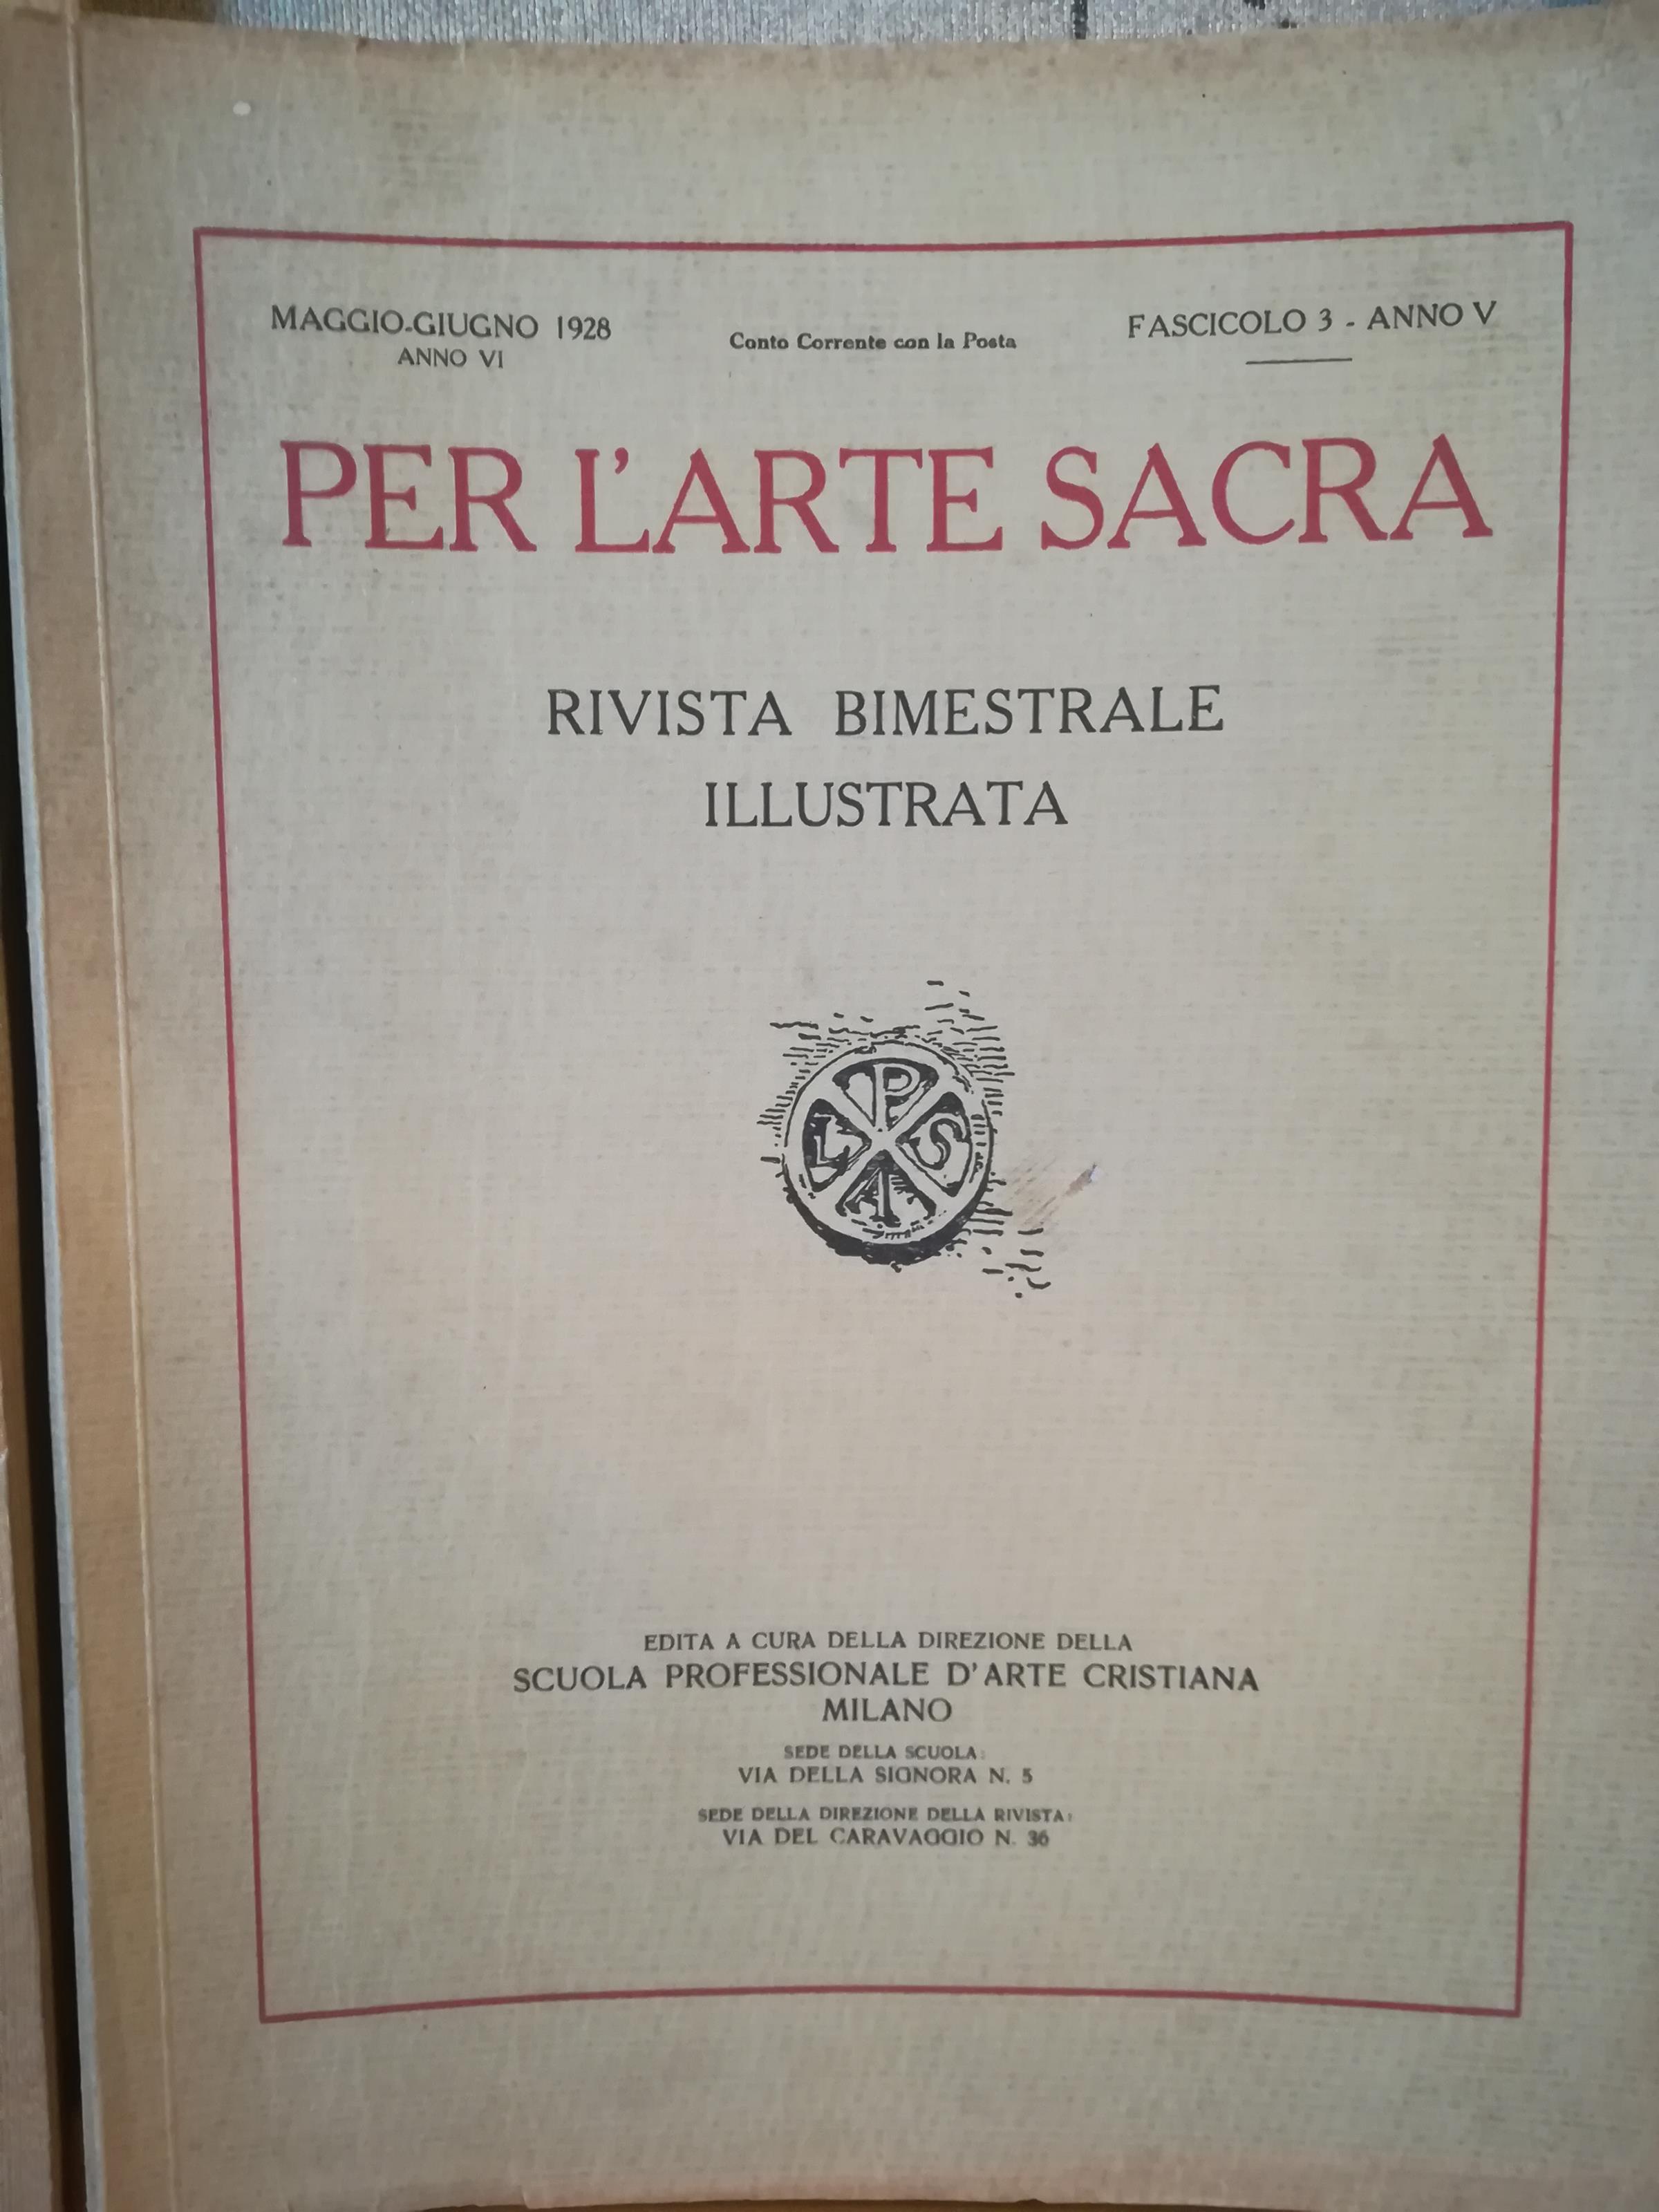 MAGGIO-GIUGNO 1928
ANNO VI
Conto Corrente con la Posta
FASCICOLO 3 - ANNO V
PER L'ARTE SACRA
RIVISTA BIMESTRALE
ILLUSTRATA
P
L S
A
EDITA A CURA DELLA DIREZIONE DELLA
SCUOLA PROFESSIONALE D'ARTE CRISTIANA
MILANO
SEDE DELLA SCUOLA:
VIA DELLA SIGNORA N. 5
SEDE DELLA DIREZIONE DELLA RIVISTA:
VIA DEL CARAVAGGIO N. 36